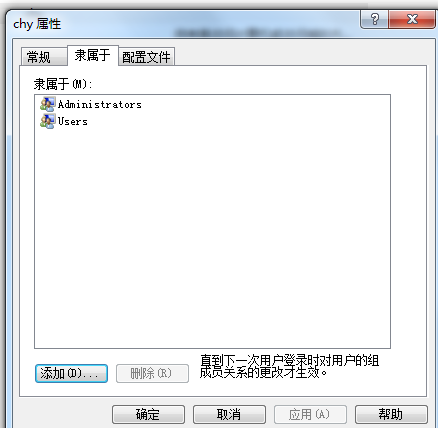 chy 属性
常规 隶属于 配置文件
隶属于(M):
Administrators
Users
添加(D)... 删除(R)
直到下一次用户登录时对用户的组
成员关系的更改才生效。
确定 取消 应用(A) 帮助